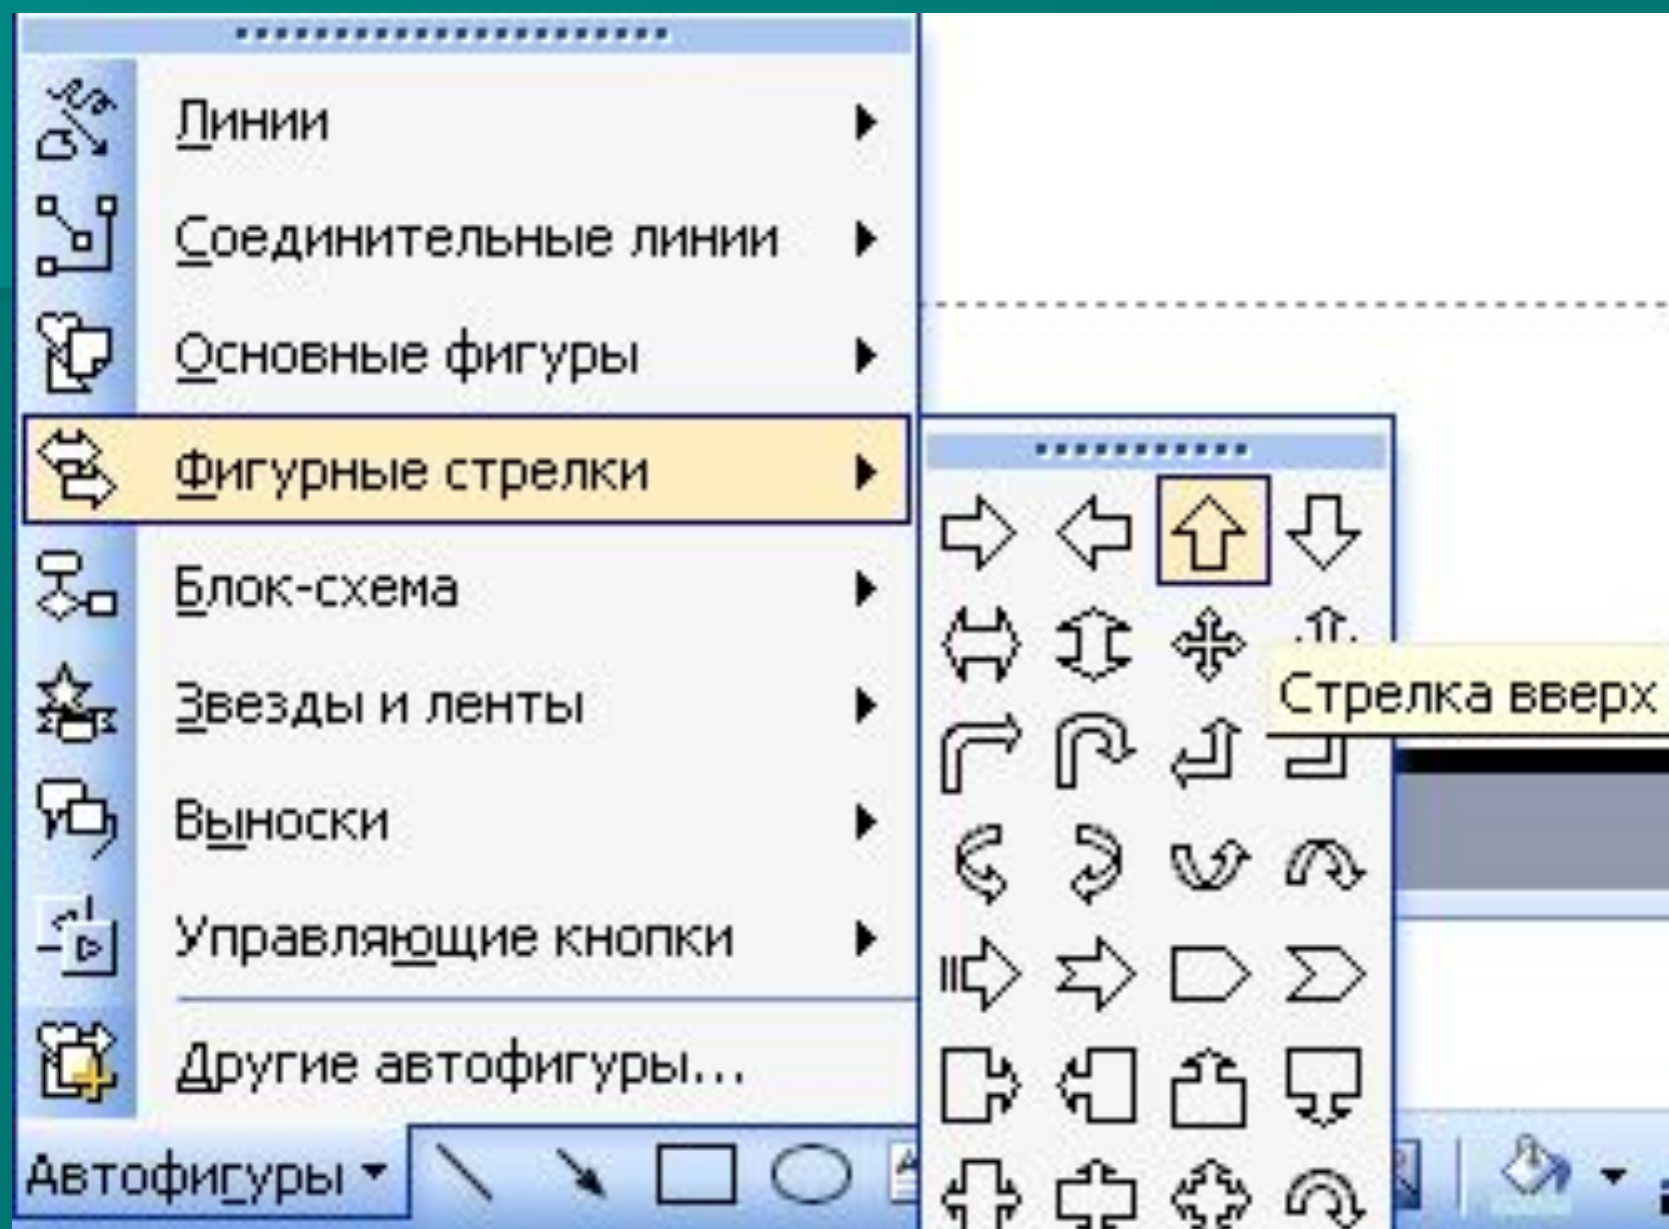 Линии
Соединительные линии
Основные фигуры
Фигурные стрелки
Блок-схема
Стрелка вверх
Звезды и ленты
Выноски
Управляющие кнопки
Другие автофигуры...
Автофигуры